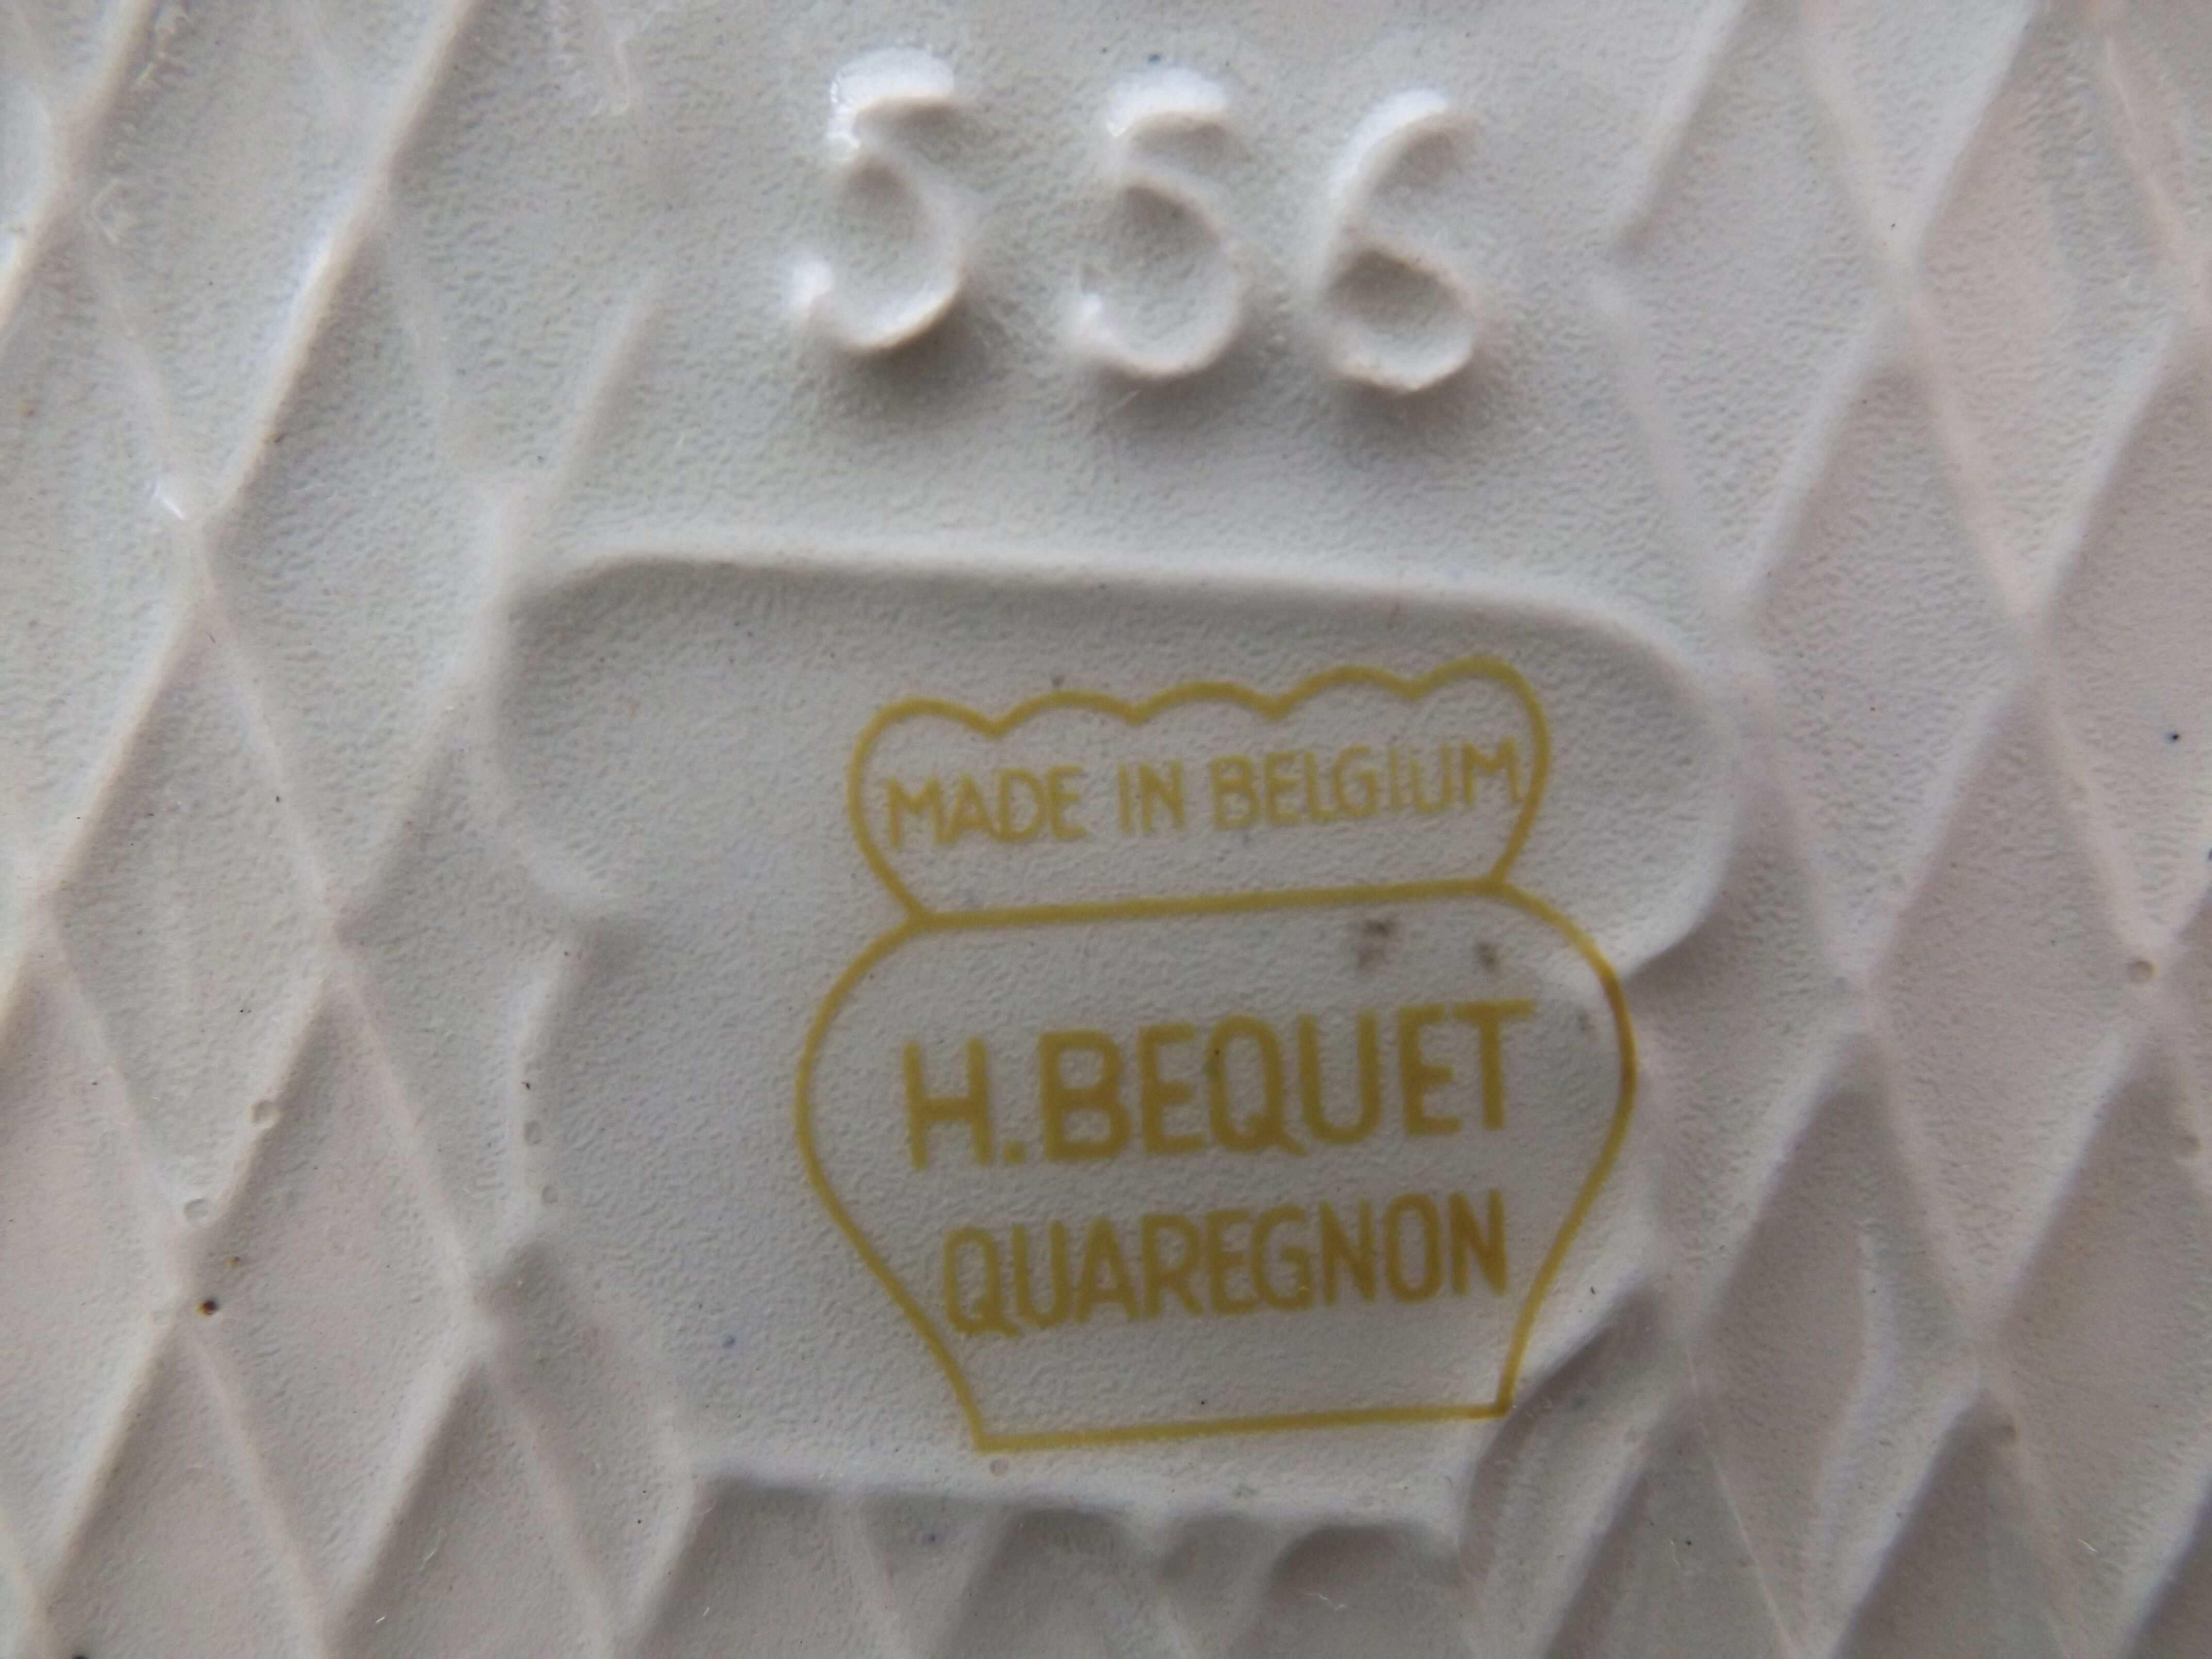 556
MADE IN BELGIUM
H.BEQUET
QUAREGNON